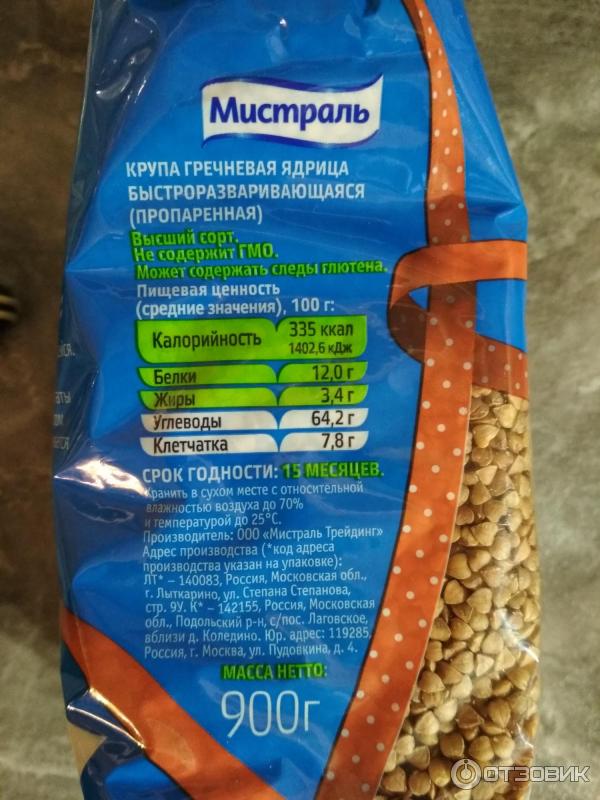 Мистраль
КРУПА ГРЕЧНЕВАЯ ЯДРИЦА
БЫСТРОРАЗВАРИВАЮЩАЯСЯ
(ПРОПАРЕННАЯ)
Высший сорт.
Не содержит ГМО.
Может содержать следы глютена.
Пищевая ценность
(средние значения), 100 г:
Калорийность 335 ккал
1402,6 кДж
Белки 12,0 г
Жиры 3,4 г
Углеводы 64,2 г
Клетчатка 7,8 г
СРОК ГОДНОСТИ: 15 МЕСЯЦЕВ.
Хранить в сухом месте с относительной
влажностью воздуха до 70%
и температурой до 25°С.
Производитель: ООО «Мистраль Трейдинг»
Адрес производства (*код адреса
производства указан на упаковке):
ЛТ* – 140083, Россия, Московская обл.,
г. Лыткарино, ул. Степана Степанова,
стр. 9У. К* – 142155, Россия, Московская
обл., Подольский р-н, с/пос. Лаговское,
вблизи д. Коледино. Юр. адрес: 119285,
Россия, г. Москва, ул. Пудовкина, д. 4.
МАССА НЕТТО:
900г
ОТЗОВИК